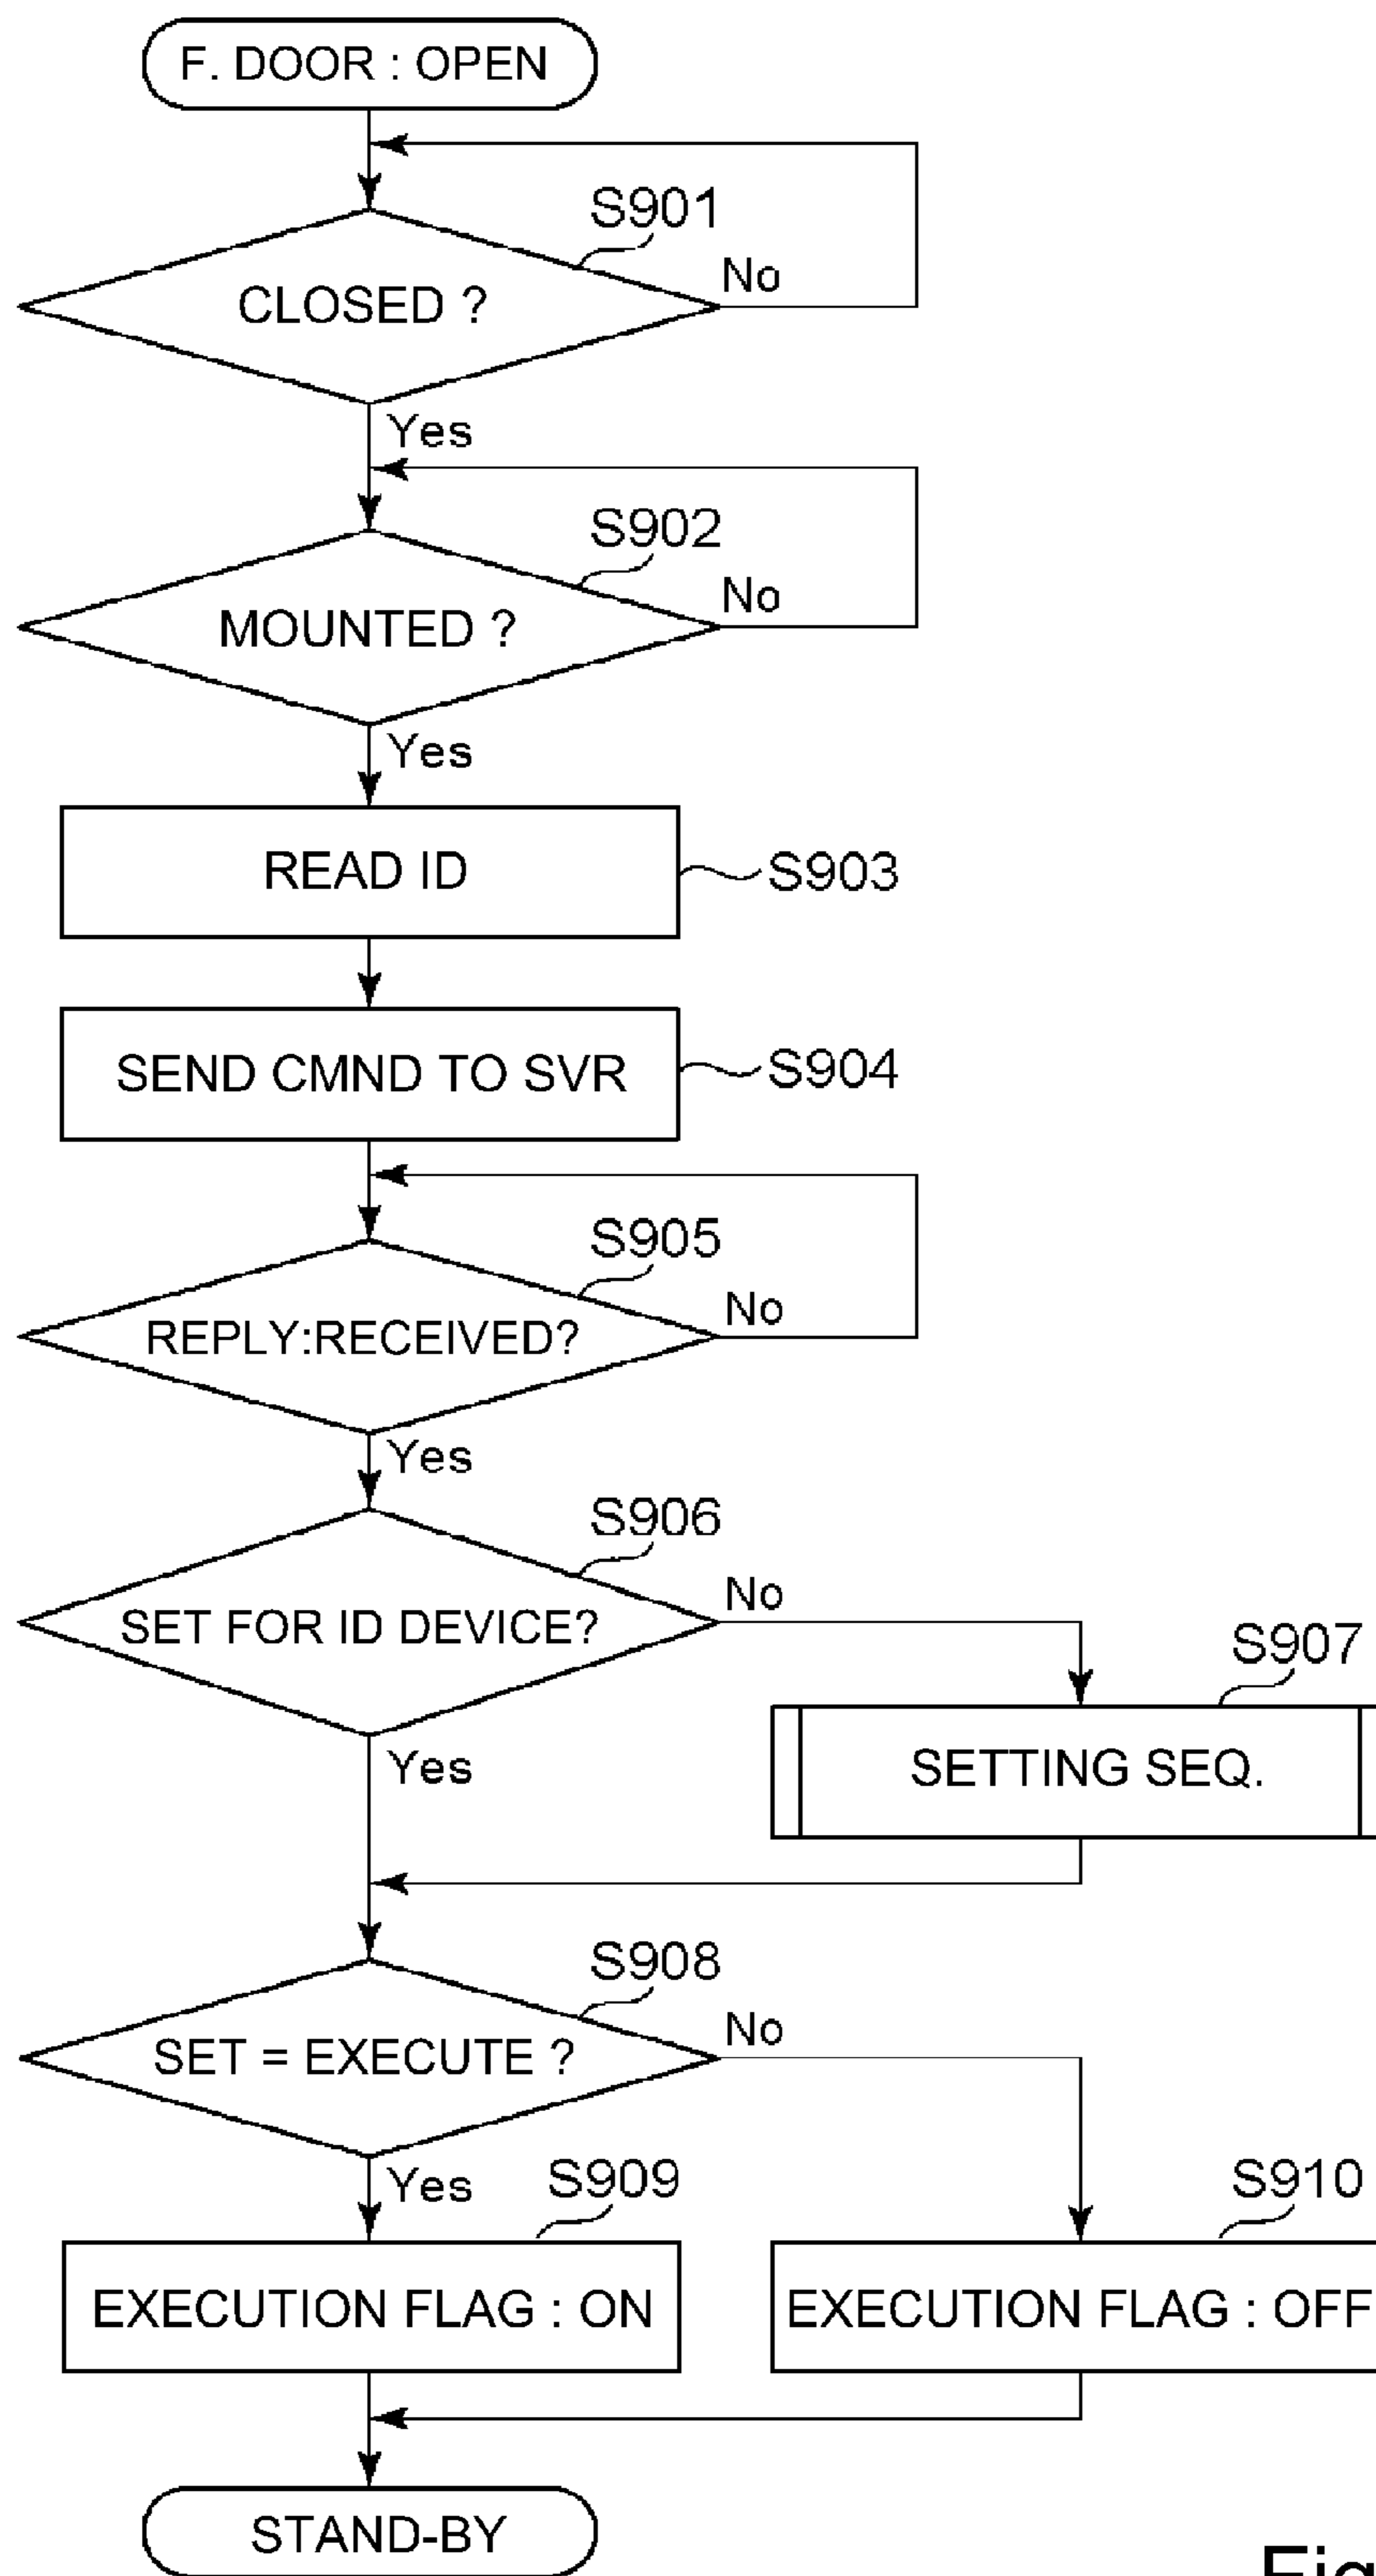 F. DOOR : OPEN
S901
CLOSED ?
No
Yes
S902
MOUNTED ?
No
Yes
READ ID
S903
SEND CMND TO SVR
S904
S905
REPLY:RECEIVED?
No
Yes
S906
SET FOR ID DEVICE?
No
Yes
S907
SETTING SEQ.
S908
SET = EXECUTE ?
No
Yes
S909
EXECUTION FLAG : ON
S910
EXECUTION FLAG : OFF
STAND-BY
Fig